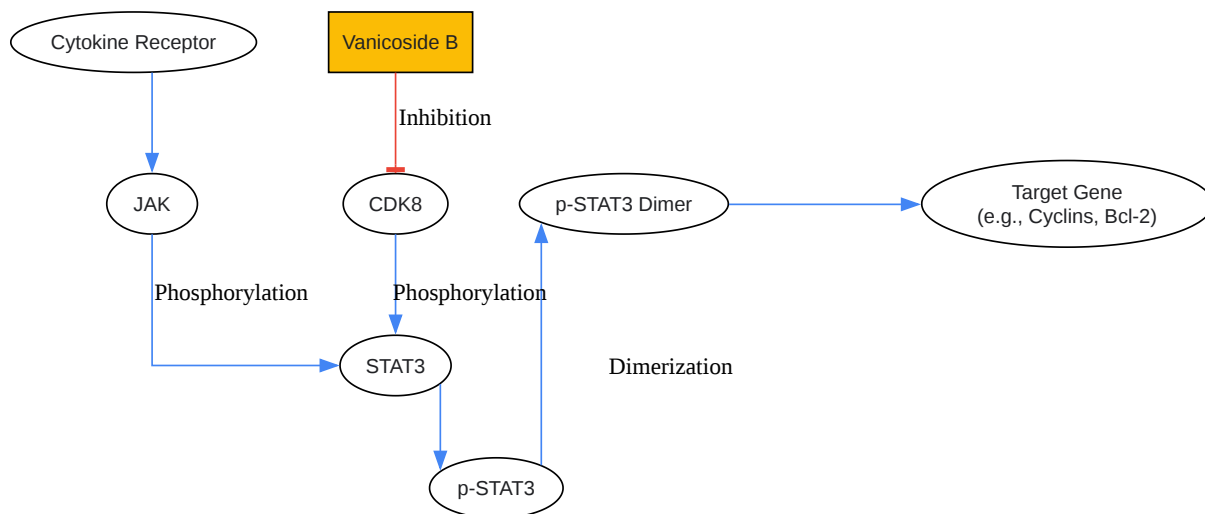 Cytokine Receptor
Vanicoside B
Inhibition
JAK
CDK8
p-STAT3 Dimer
Target Gene
(e.g., Cyclins, Bcl-2)
Phosphorylation
Phosphorylation
STAT3
Dimerization
p-STAT3